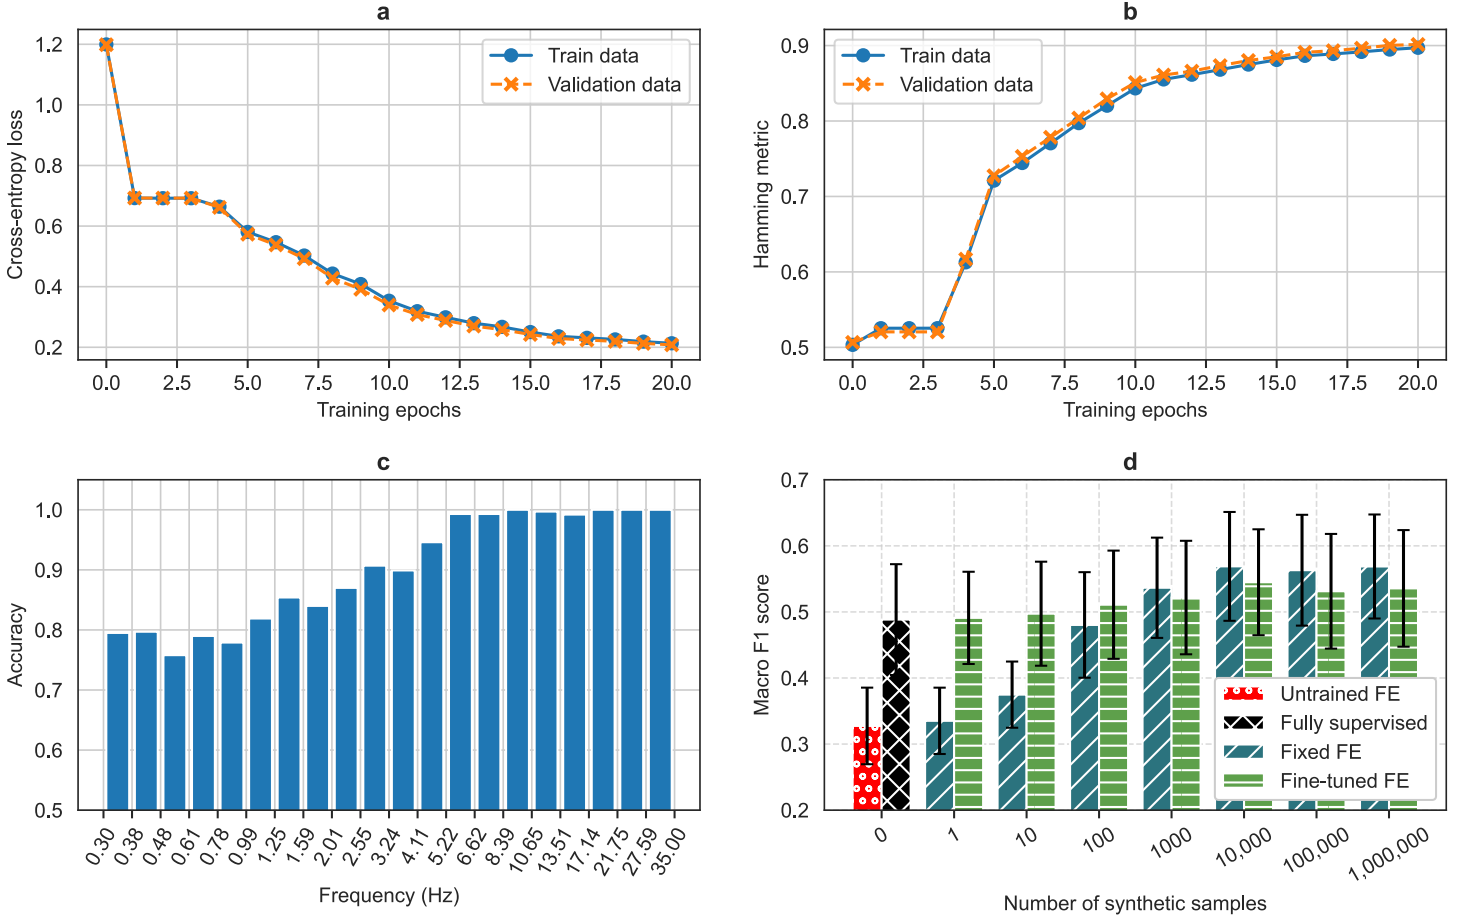 a
1.2
1.0
0.8
0.6
0.4
0.2
Cross-entropy loss
Train data
Validation data
0.0 2.5 5.0 7.5 10.0 12.5 15.0 17.5 20.0
Training epochs
b
0.9
0.8
0.7
0.6
0.5
Hamming metric
Train data
Validation data
0.0 2.5 5.0 7.5 10.0 12.5 15.0 17.5 20.0
Training epochs
c
1.0
0.9
0.8
0.7
0.6
0.5
Accuracy
0.30 0.38 0.48 0.61 0.78 0.99 1.25 1.59 2.01 2.55 3.24 4.11 5.22 6.62 8.39 10.65 13.51 17.14 21.75 27.59 35.00
Frequency (Hz)
d
0.7
0.6
0.5
0.4
0.3
0.2
Macro F1 score
Untrained FE
Fully supervised
Fixed FE
Fine-tuned FE
0 1 10 100 1000 10,000 100,000 1,000,000
Number of synthetic samples